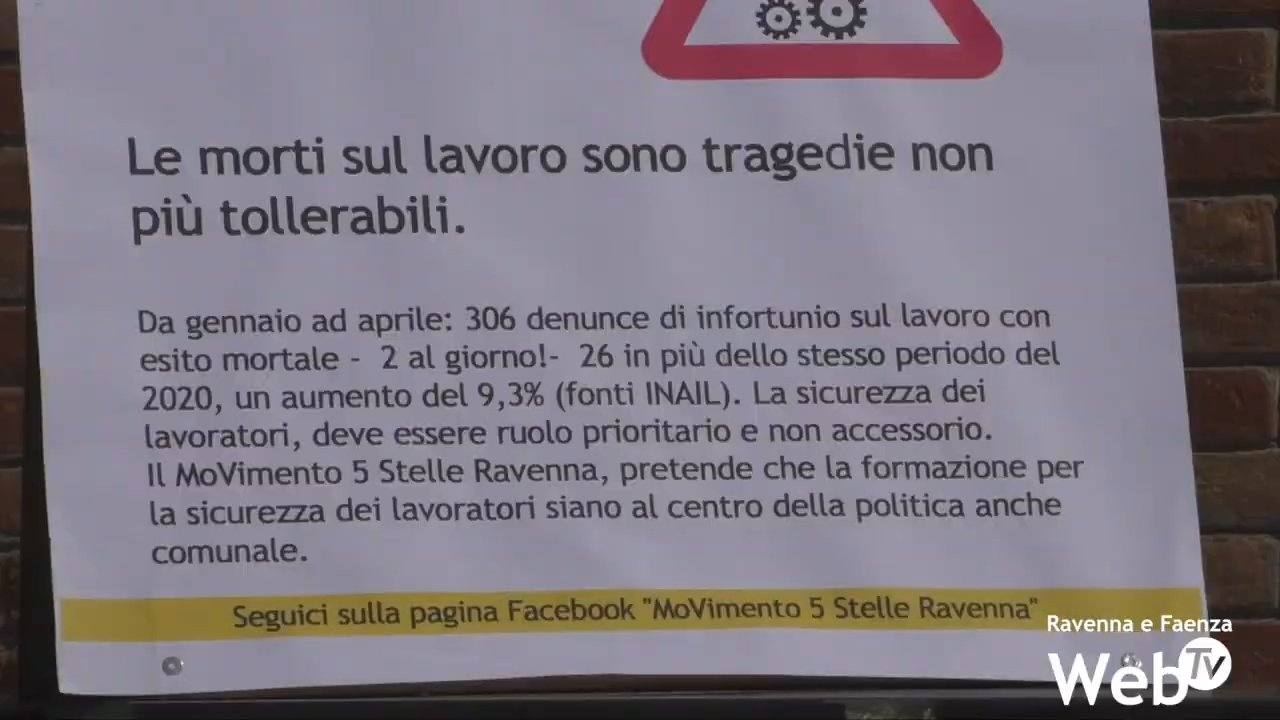 Le morti sul lavoro sono tragedie non
più tollerabili.
Da gennaio ad aprile: 306 denunce di infortunio sul lavoro con
esito mortale - 2 al giorno!- 26 in più dello stesso periodo del
2020, un aumento del 9,3% (fonti INAIL). La sicurezza dei
lavoratori, deve essere ruolo prioritario e non accessorio.
Il MoVimento 5 Stelle Ravenna, pretende che la formazione per
la sicurezza dei lavoratori siano al centro della politica anche
comunale.
Seguici sulla pagina Facebook "MoVimento 5 Stelle Ravenna"
Ravenna e Faenza
Web TV